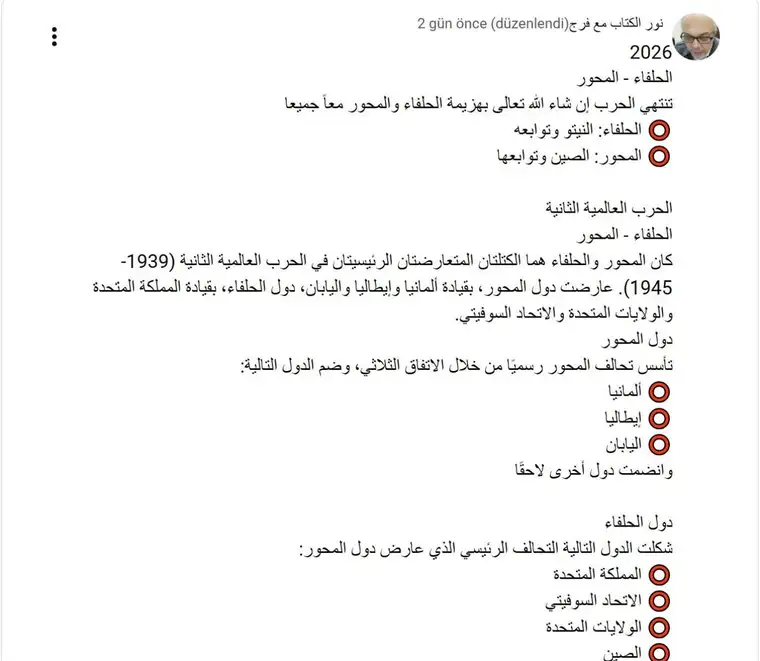 نور الكتاب مع فرج 2 gün önce (düzenlendi)
2026
الحلفاء - المحور
تنتهي الحرب إن شاء الله تعالى بهزيمة الحلفاء والمحور معاً جميعا
⭕ الحلفاء: النيتو وتوابعه
⭕ المحور: الصين وتوابعها
الحرب العالمية الثانية
الحلفاء - المحور
كان المحور والحلفاء هما الكتلتان المتعارضتان الرئيسيتان في الحرب العالمية الثانية (1939-
1945). عارضت دول المحور، بقيادة ألمانيا وإيطاليا واليابان، دول الحلفاء، بقيادة المملكة المتحدة
والولايات المتحدة والاتحاد السوفيتي.
دول المحور
تأسس تحالف المحور رسميًا من خلال الاتفاق الثلاثي، وضم الدول التالية:
⭕ ألمانيا
⭕ إيطاليا
⭕ اليابان
وانضمت دول أخرى لاحقًا
دول الحلفاء
شكلت الدول التالية التحالف الرئيسي الذي عارض دول المحور:
⭕ المملكة المتحدة
⭕ الاتحاد السوفيتي
⭕ الولايات المتحدة
⭕ الصين